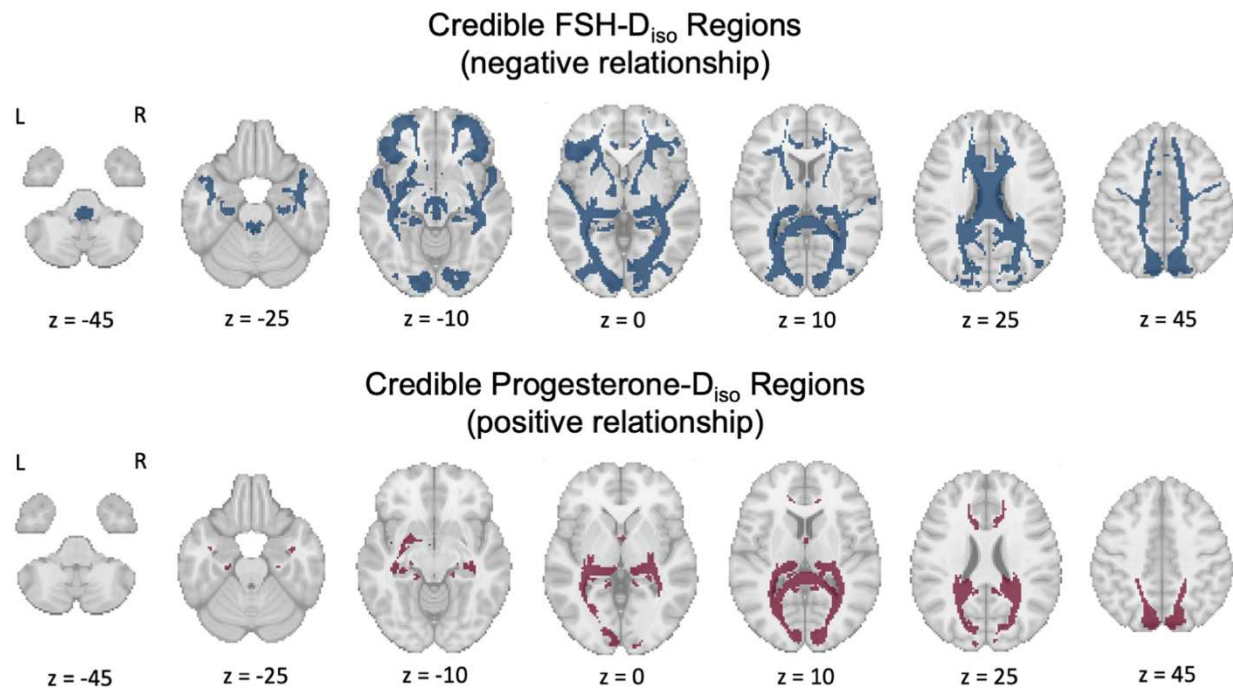 Credible FSH-Diso Regions
(negative relationship)
L R
z = -45 z = -25 z = -10 z = 0 z = 10 z = 25 z = 45
Credible Progesterone-Diso Regions
(positive relationship)
L R
z = -45 z = -25 z = -10 z = 0 z = 10 z = 25 z = 45